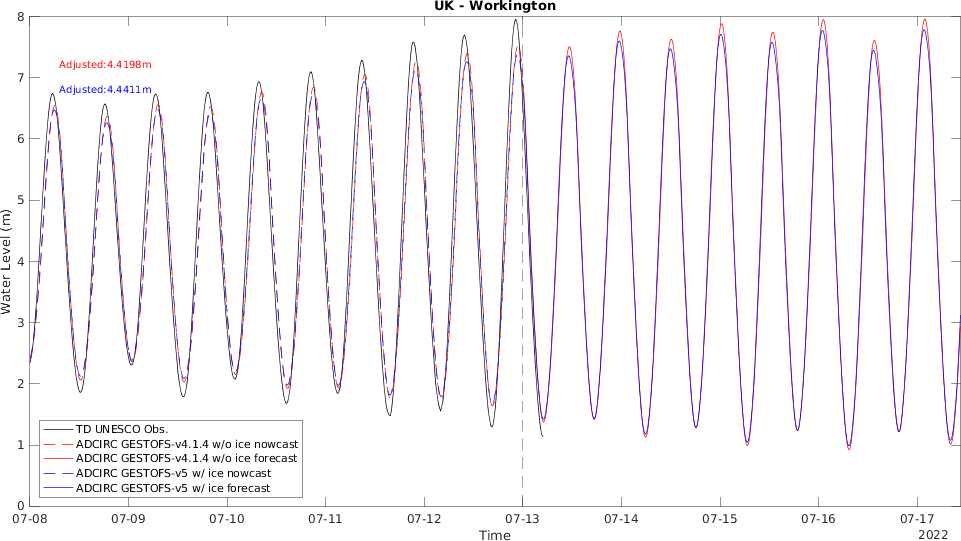 UK - Workington
8
7
6
5
4
3
2
1
0
Water Level (m)
Adjusted:4.4198m
Adjusted:4.4411m
TD UNESCO Obs.
ADCIRC GESTOFS-v4.1.4 w/o ice nowcast
ADCIRC GESTOFS-v4.1.4 w/o ice forecast
ADCIRC GESTOFS-v5 w/ ice nowcast
ADCIRC GESTOFS-v5 w/ ice forecast
07-08 07-09 07-10 07-11 07-12 07-13 07-14 07-15 07-16 07-17
Time
2022